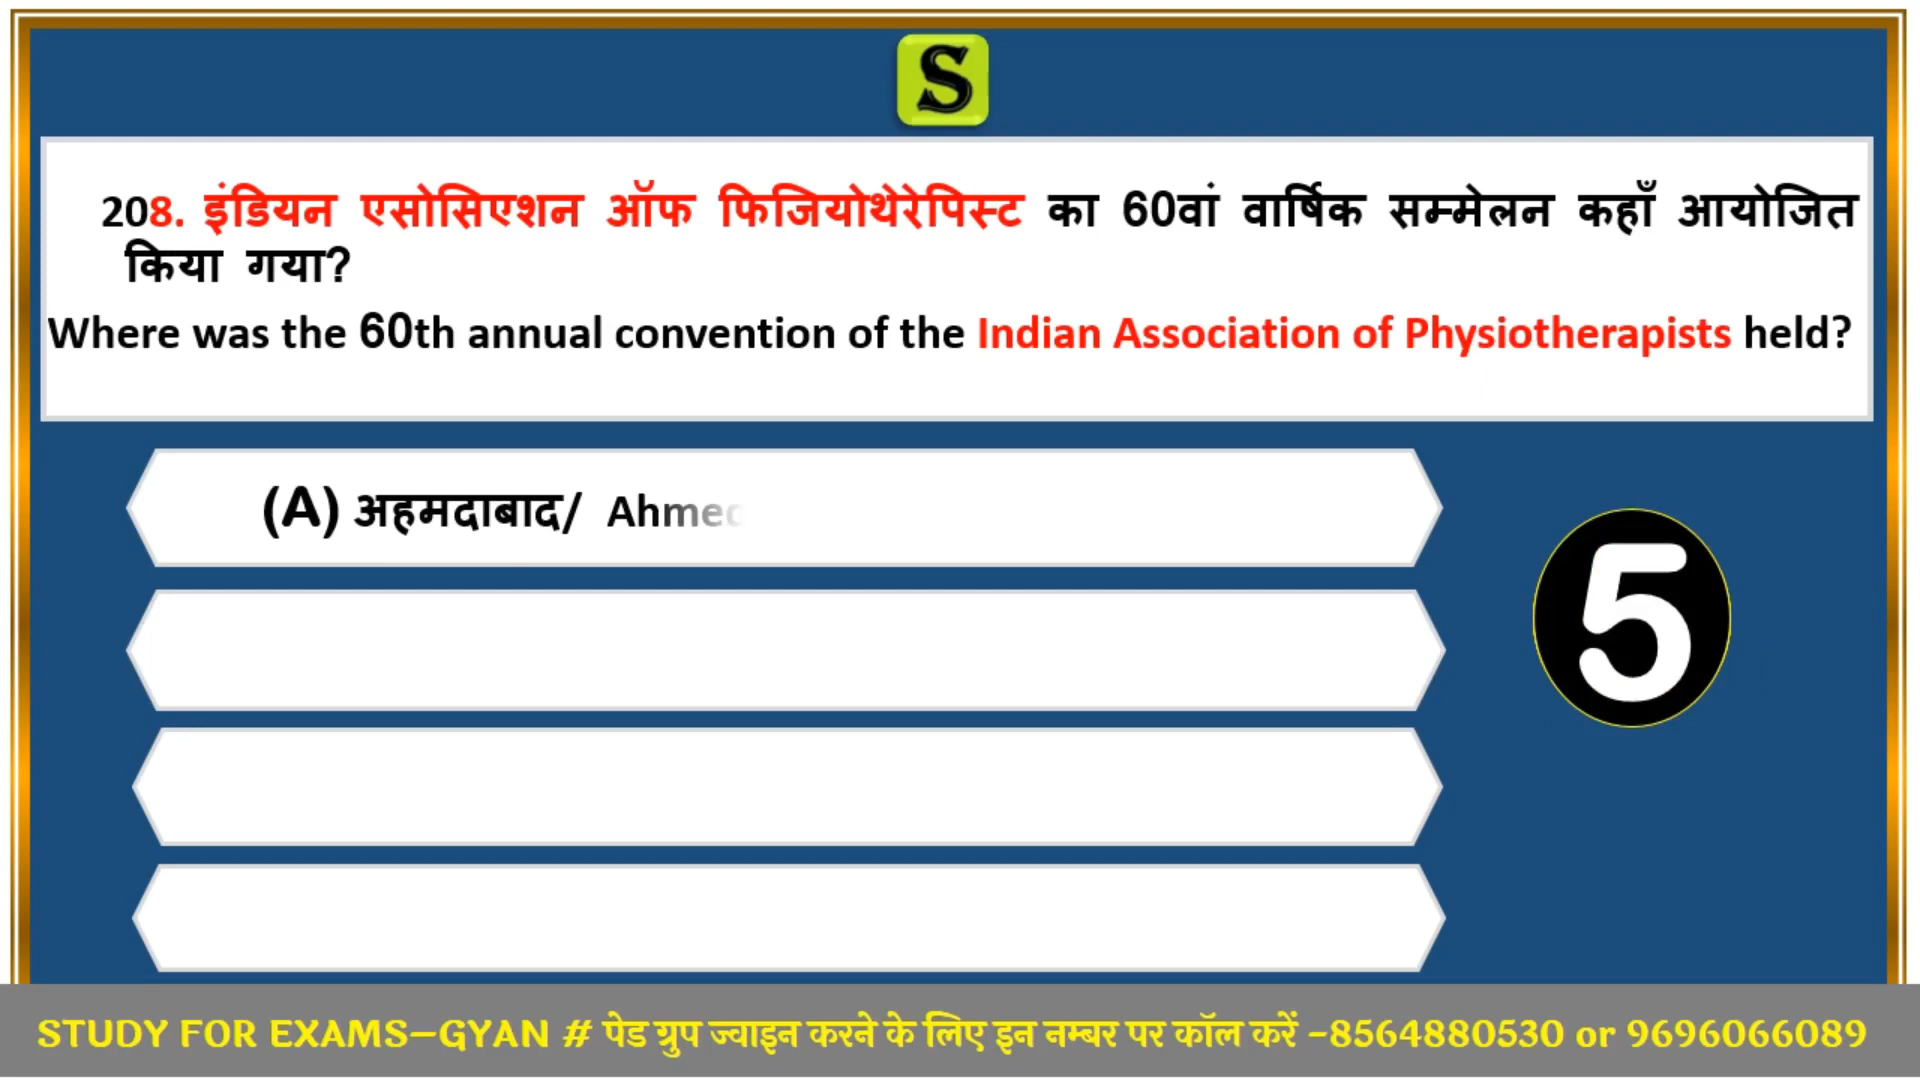 S
208. इंडियन एसोसिएशन ऑफ फिजियोथेरेपिस्ट का 60वां वार्षिक सम्मेलन कहाँ आयोजित
किया गया?
Where was the 60th annual convention of the Indian Association of Physiotherapists held?
(A) अहमदाबाद/ Ahmed
5
STUDY FOR EXAMS–GYAN # पेड ग्रुप ज्वाइन करने के लिए इन नम्बर पर कॉल करें -8564880530 or 9696066089